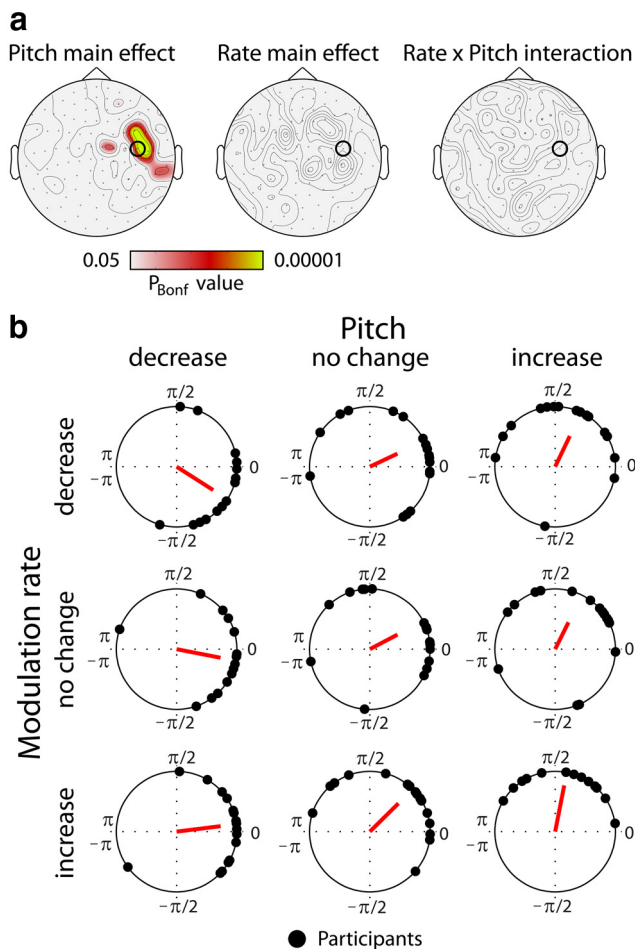 a
Pitch main effect
Rate main effect
Rate x Pitch interaction
0.05
0.00001
PBonf value
b
Pitch
decrease
no change
increase
Modulation rate
decrease
π/2
π
-π
0
-π/2
π/2
π
-π
0
-π/2
π/2
π
-π
0
-π/2
no change
π/2
π
-π
0
-π/2
π/2
π
-π
0
-π/2
π/2
π
-π
0
-π/2
increase
π/2
π
-π
0
-π/2
π/2
π
-π
0
-π/2
π/2
π
-π
0
-π/2
Participants